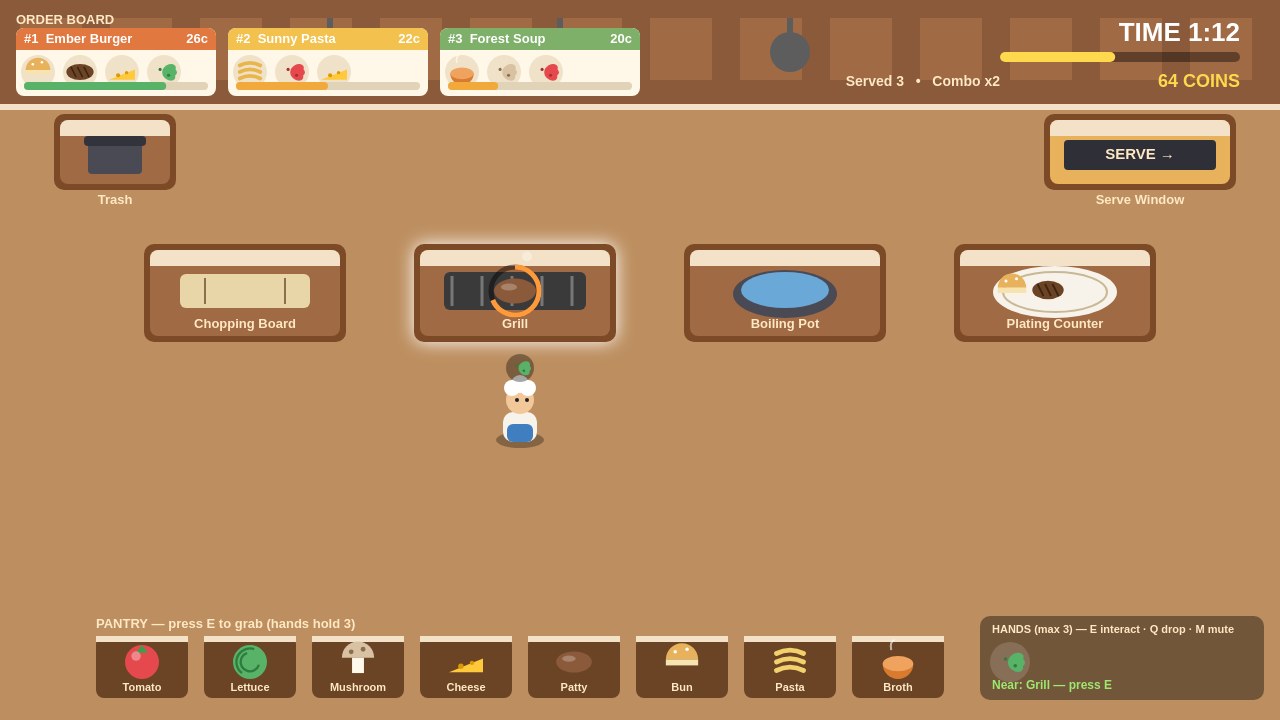 ORDER BOARD
#1 Ember Burger 26c
#2 Sunny Pasta 22c
#3 Forest Soup 20c
TIME 1:12
Served 3 • Combo x2
64 COINS
Trash
SERVE →
Serve Window
Chopping Board
Grill
Boiling Pot
Plating Counter
PANTRY — press E to grab (hands hold 3)
Tomato
Lettuce
Mushroom
Cheese
Patty
Bun
Pasta
Broth
HANDS (max 3) — E interact · Q drop · M mute
Near: Grill — press E